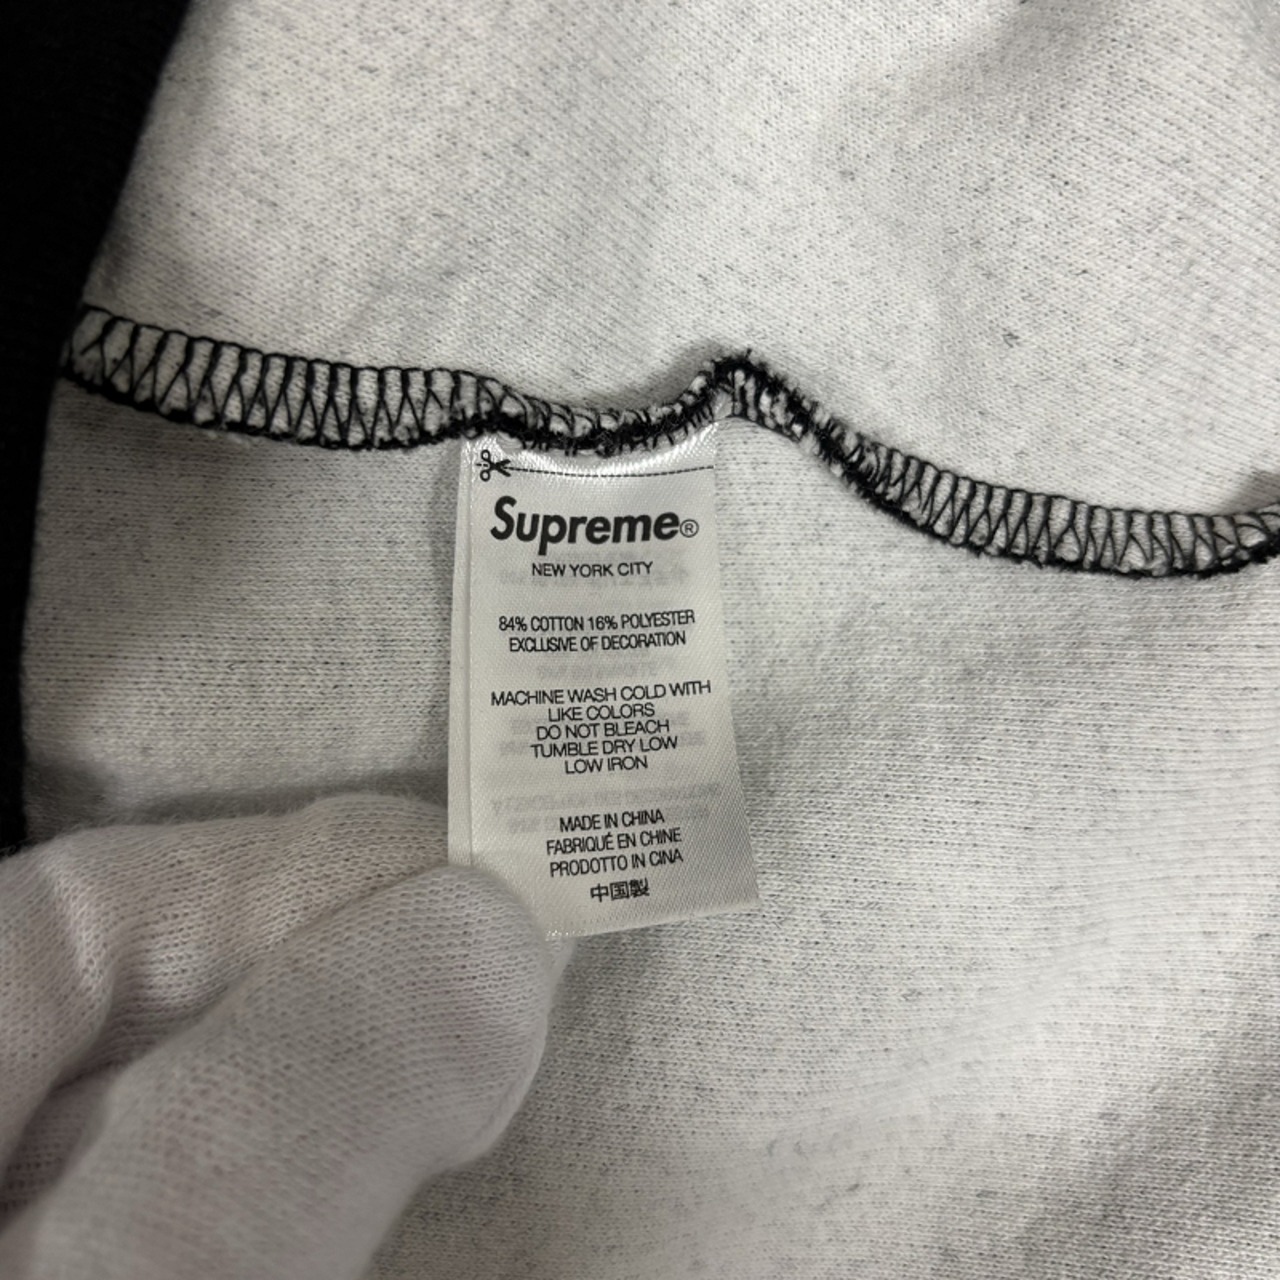 Supreme®
NEW YORK CITY
84% COTTON 16% POLYESTER
EXCLUSIVE OF DECORATION
MACHINE WASH COLD WITH
LIKE COLORS
DO NOT BLEACH
TUMBLE DRY LOW
LOW IRON
MADE IN CHINA
FABRIQUÉ EN CHINE
PRODOTTO IN CINA
中国製